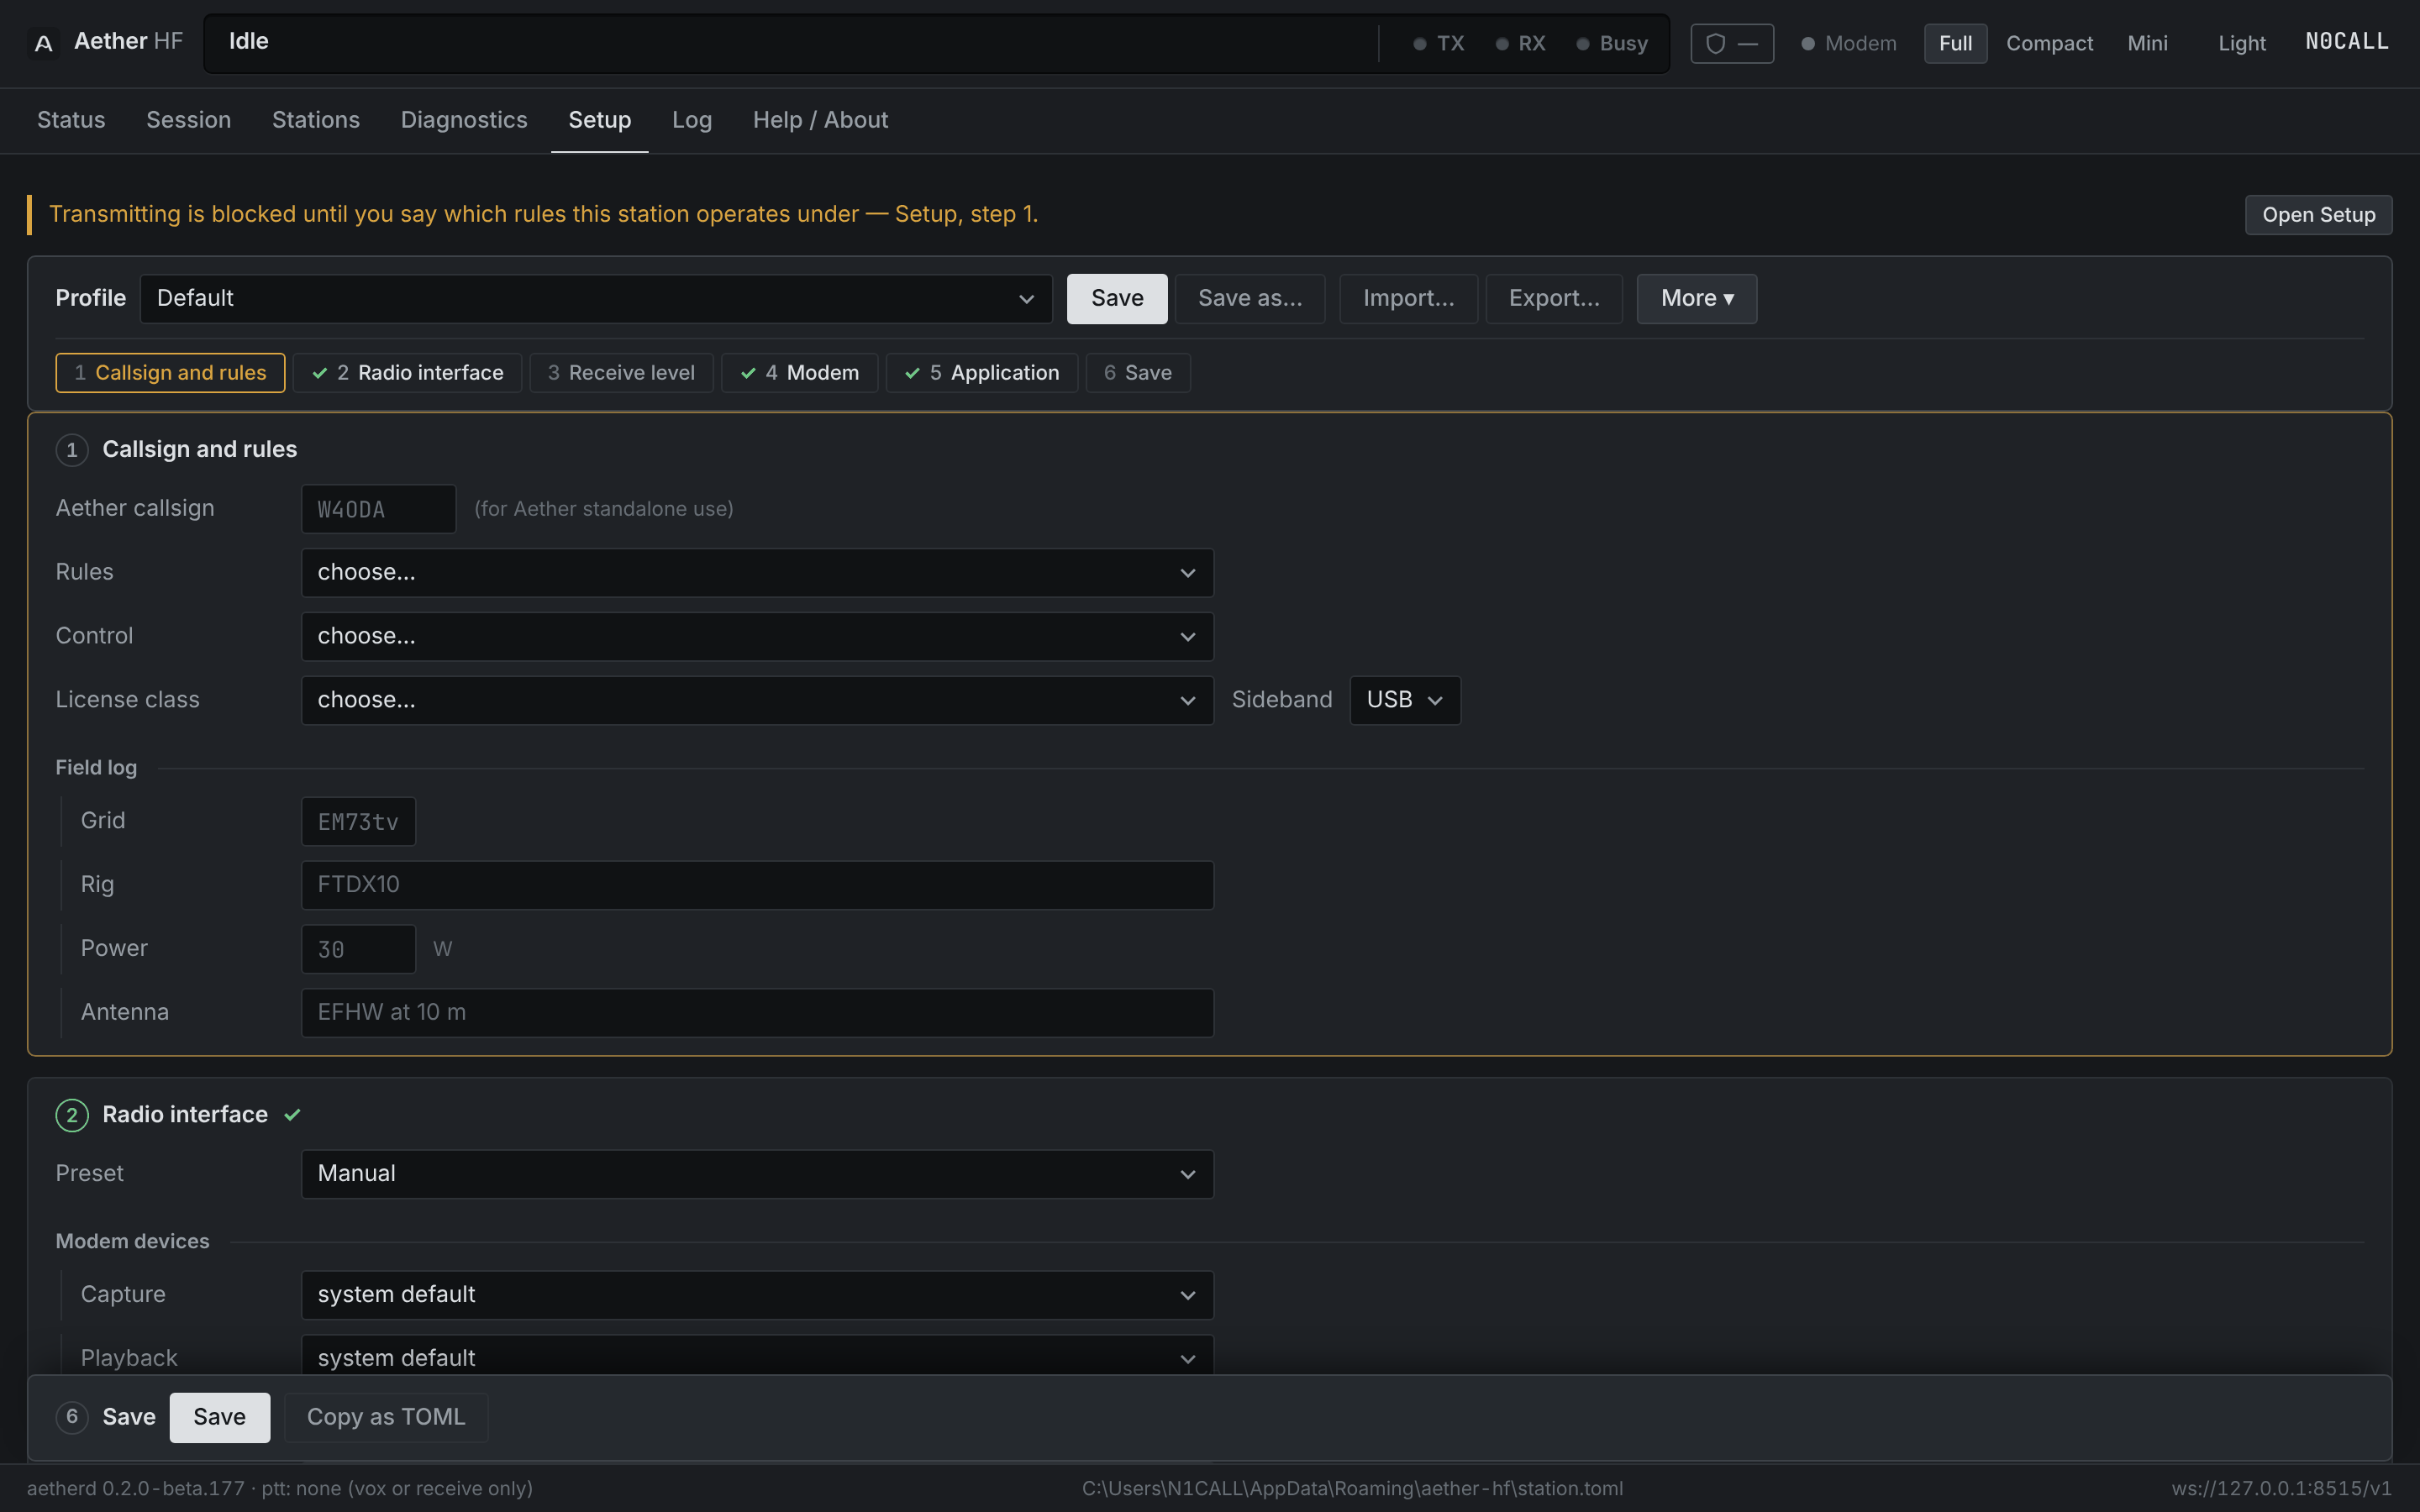 Aether HF
Idle
TX RX Busy
—
Modem
Full Compact Mini Light N0CALL
Status Session Stations Diagnostics Setup Log Help / About
Transmitting is blocked until you say which rules this station operates under — Setup, step 1.
Open Setup
Profile Default Save Save as... Import... Export... More ▾
1 Callsign and rules 2 Radio interface 3 Receive level 4 Modem 5 Application 6 Save
1 Callsign and rules
Aether callsign W4ODA (for Aether standalone use)
Rules choose...
Control choose...
License class choose... Sideband USB
Field log
Grid EM73tv
Rig FTDX10
Power 30 W
Antenna EFHW at 10 m
2 Radio interface
Preset Manual
Modem devices
Capture system default
Playback system default
6 Save Save Copy as TOML
aetherd 0.2.0-beta.177 · ptt: none (vox or receive only) C:\Users\N1CALL\AppData\Roaming\aether-hf\station.toml ws://127.0.0.1:8515/v1